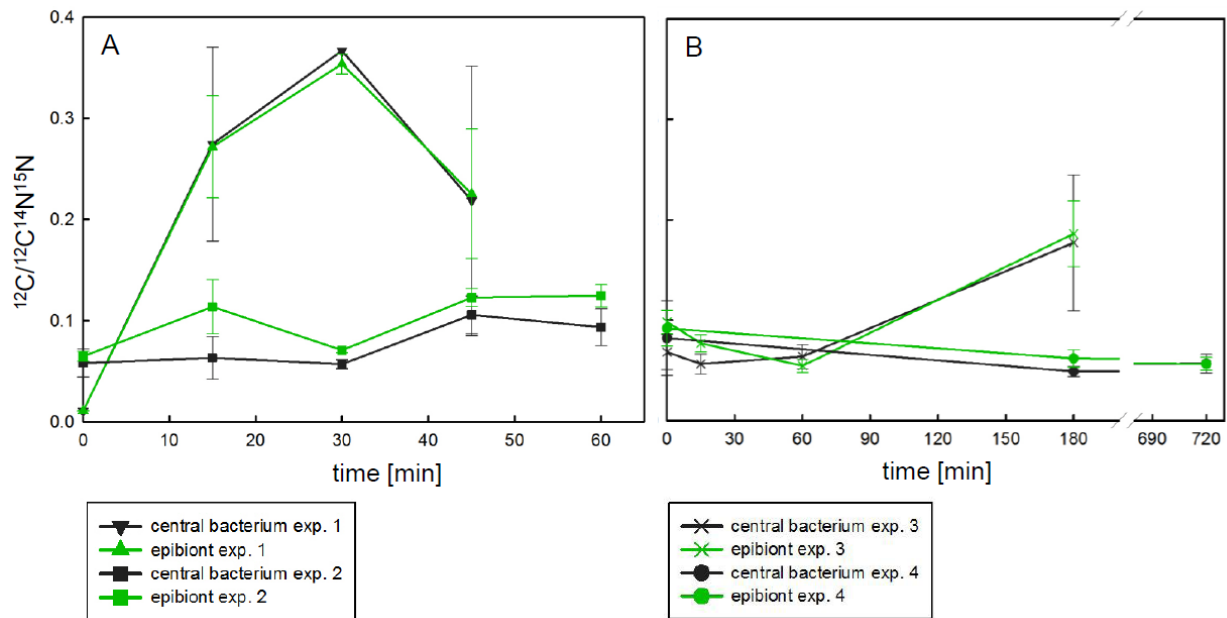 A
B
0.4
0.3
0.2
0.1
0.0
¹²C/¹²C¹⁴N¹⁵N
0 10 20 30 40 50 60
0 30 60 90 120 150 180 690 720
time [min]
time [min]
central bacterium exp. 1
epibiont exp. 1
central bacterium exp. 2
epibiont exp. 2
central bacterium exp. 3
epibiont exp. 3
central bacterium exp. 4
epibiont exp. 4